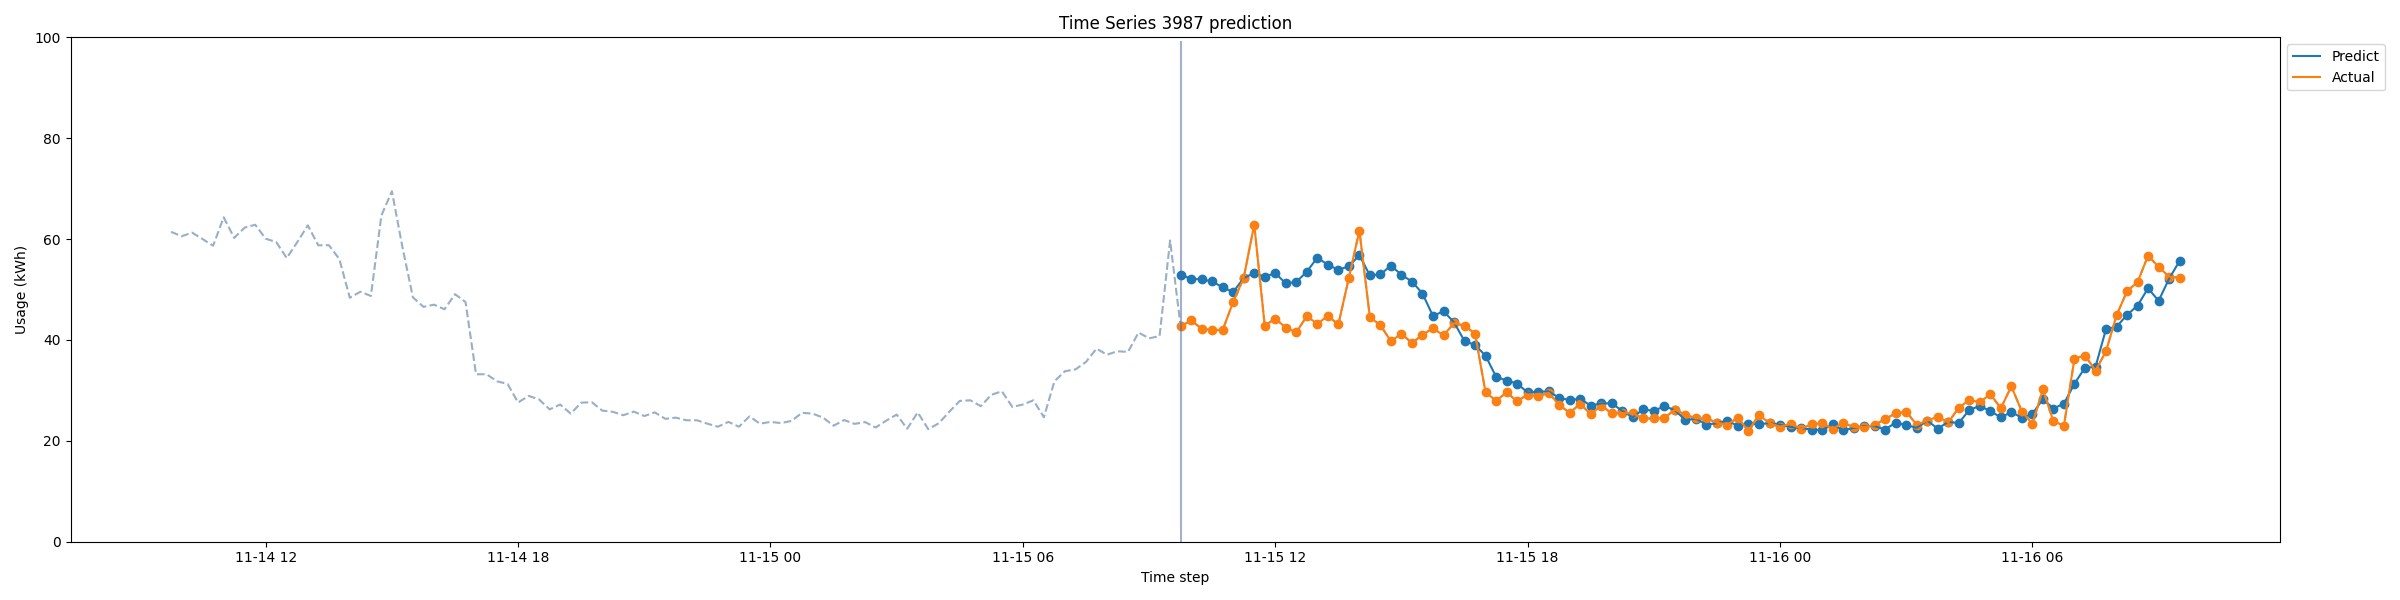 Time Series 3987 prediction
100
80
60
40
20
0
Usage (kWh)
11-14 12
11-14 18
11-15 00
11-15 06
11-15 12
11-15 18
11-16 00
11-16 06
Time step
Predict
Actual